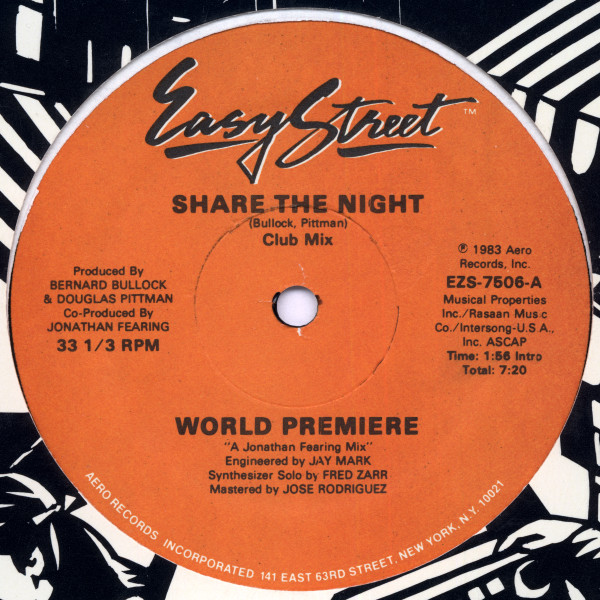 Easy Street™
SHARE THE NIGHT
(Bullock, Pittman)
Club Mix
Produced By
BERNARD BULLOCK
& DOUGLAS PITTMAN
Co-Produced By
JONATHAN FEARING
33 1/3 RPM
℗ 1983 Aero
Records, Inc.
EZS-7506-A
Musical Properties
Inc./Rasaan Music
Co./Intersong-U.S.A.,
Inc. ASCAP
Time: 1:56 Intro
Total: 7:20
WORLD PREMIERE
"A Jonathan Fearing Mix"
Engineered by JAY MARK
Synthesizer Solo by FRED ZARR
Mastered by JOSE RODRIGUEZ
AERO RECORDS INCORPORATED 141 EAST 63RD STREET. NEW YORK, N.Y. 10021